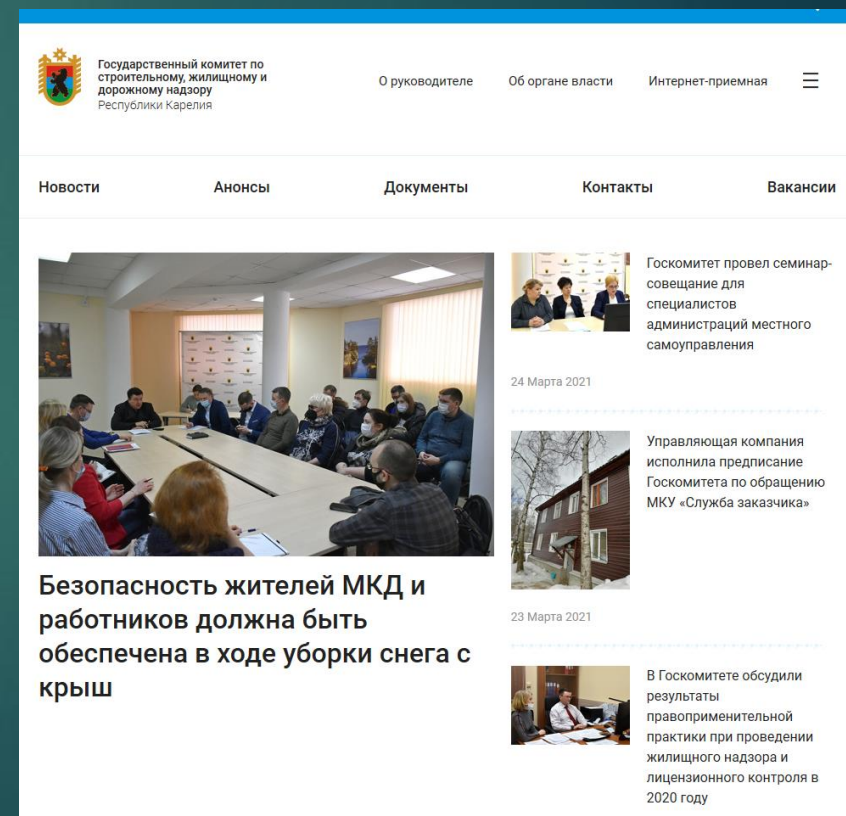 Государственный комитет по
строительному, жилищному и
дорожному надзору
Республики Карелия
О руководителе
Об органе власти
Интернет-приемная
Новости
Анонсы
Документы
Контакты
Вакансии
Безопасность жителей МКД и
работников должна быть
обеспечена в ходе уборки снега с
крыш
Госкомитет провел семинар-
совещание для
специалистов
администраций местного
самоуправления
24 Марта 2021
Управляющая компания
исполнила предписание
Госкомитета по обращению
МКУ «Служба заказчика»
23 Марта 2021
В Госкомитете обсудили
результаты
правоприменительной
практики при проведении
жилищного надзора и
лицензионного контроля в
2020 году